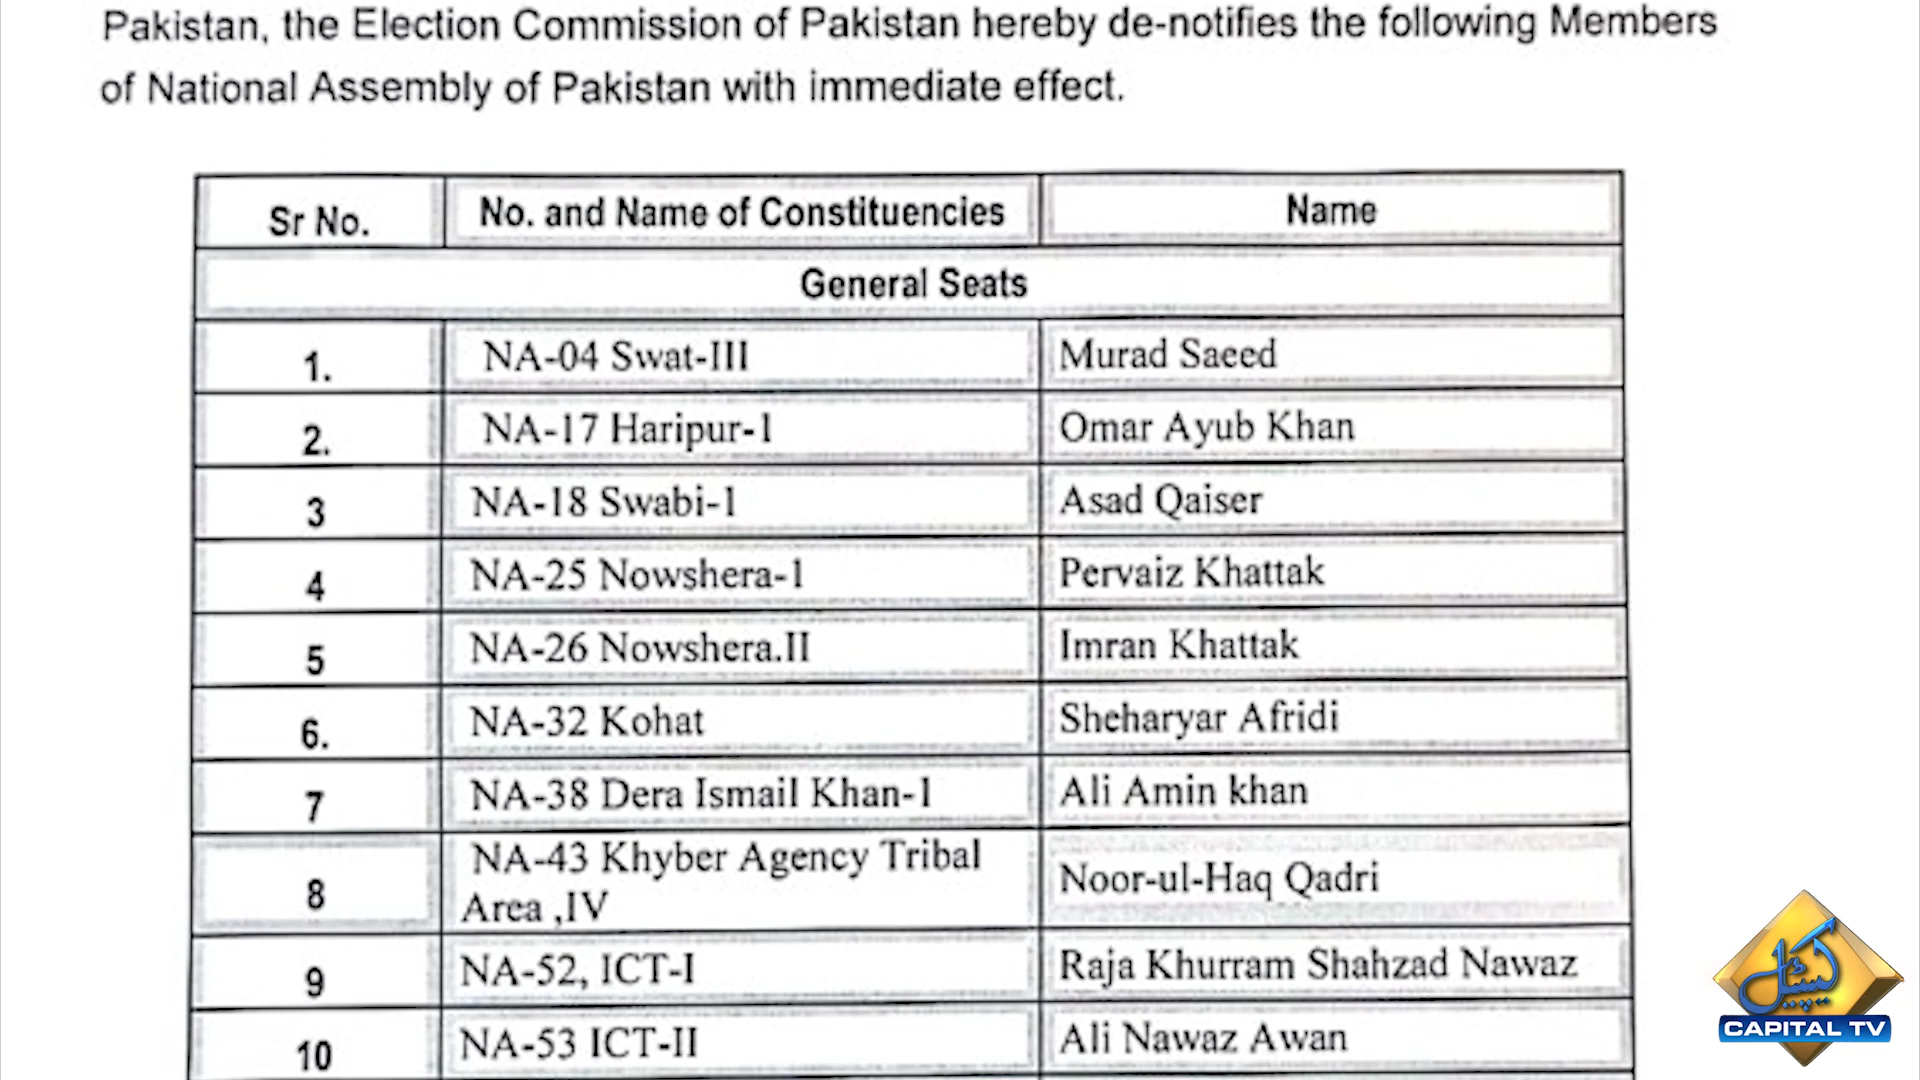 Pakistan, the Election Commission of Pakistan hereby de-notifies the following Members
of National Assembly of Pakistan with immediate effect.
Sr No. No. and Name of Constituencies Name
General Seats
1. NA-04 Swat-III Murad Saeed
2. NA-17 Haripur-1 Omar Ayub Khan
3 NA-18 Swabi-1 Asad Qaiser
4 NA-25 Nowshera-1 Pervaiz Khattak
5 NA-26 Nowshera.II Imran Khattak
6. NA-32 Kohat Sheharyar Afridi
7 NA-38 Dera Ismail Khan-1 Ali Amin khan
8 NA-43 Khyber Agency Tribal
Area ,IV Noor-ul-Haq Qadri
9 NA-52, ICT-I Raja Khurram Shahzad Nawaz
10 NA-53 ICT-II Ali Nawaz Awan
کیپیٹل
CAPITAL TV